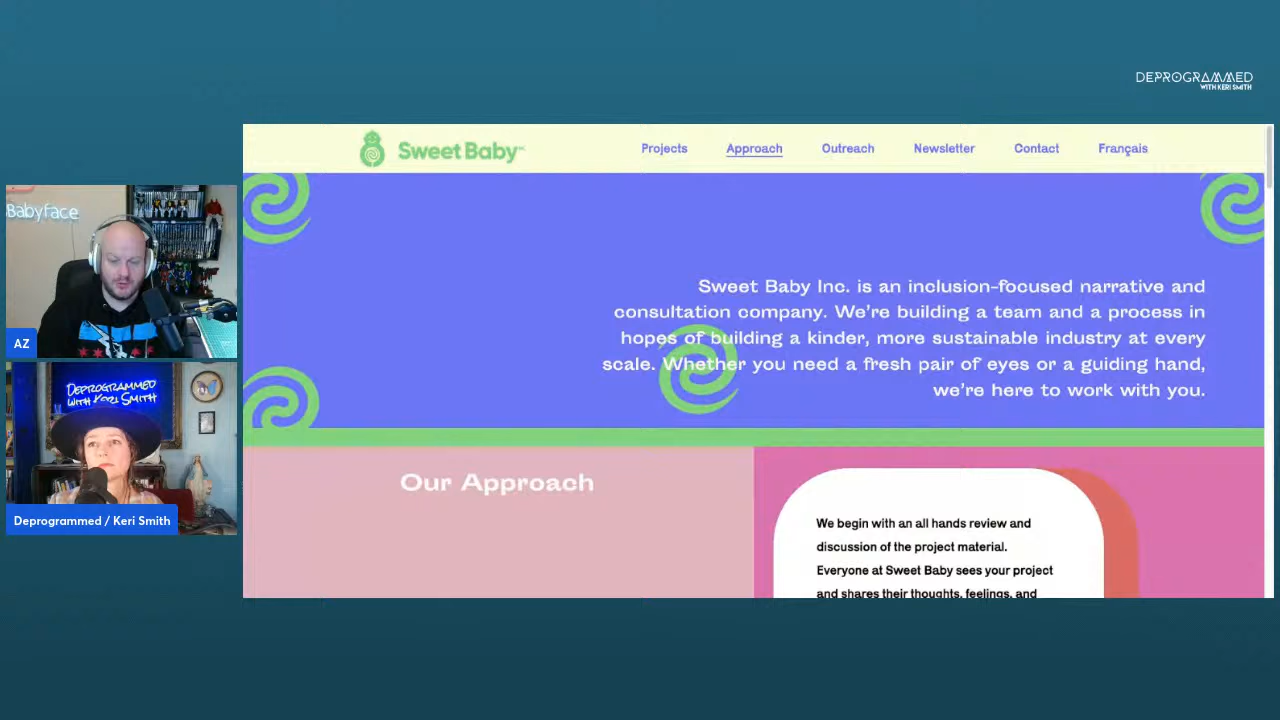 DEPROGRAMMED
WITH KERI SMITH
Sweet Baby
Projects
Approach
Outreach
Newsletter
Contact
Français
Babyface
AZ
DEPROGRAMMED
WITH KERI SMITH
Deprogrammed / Keri Smith
Sweet Baby Inc. is an inclusion-focused narrative and
consultation company. We're building a team and a process in
hopes of building a kinder, more sustainable industry at every
scale. Whether you need a fresh pair of eyes or a guiding hand,
we're here to work with you.
Our Approach
We begin with an all hands review and
discussion of the project material.
Everyone at Sweet Baby sees your project
and shares their thoughts, feelings, and